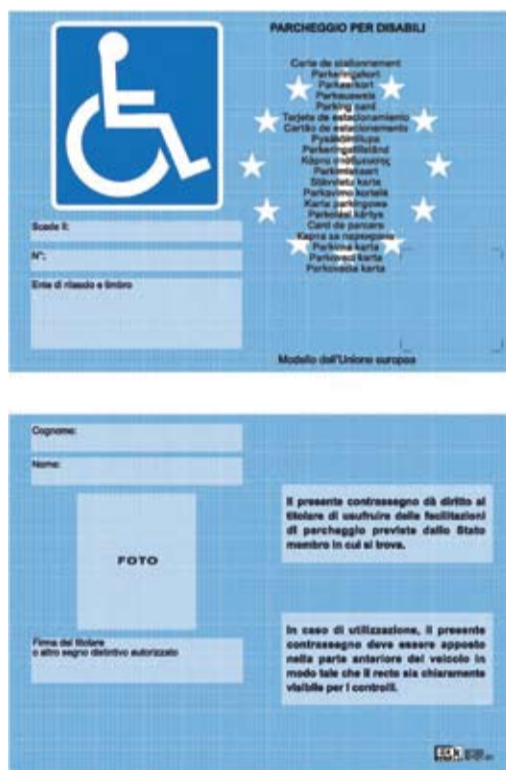 PARCHEGGIO PER DISABILI
Carte de stationnement
Parkeringskort
Parkeerkort
Parkausweis
Parking card
Tarjeta de estacionamiento
Cartão de estacionamento
Pysäköintilupa
Parkeringstillstånd
Κάρτα στάθμευσης
Parkimiskaart
Stāvvietu karte
Parkavimo kortelė
Karta parkingowa
Parkolási kártya
Card de parcare
Карта за паркиране
Parkirna karta
Parkovací karta
Parkovacia karta
Scade il:
N°:
Ente di rilascio e timbro
Modello dell'Unione europea
Cognome:
Nome:
FOTO
Firma del titolare
o altro segno distintivo autorizzato
Il presente contrassegno dà diritto al
titolare di usufruire delle facilitazioni
di parcheggio previste dallo Stato
membro in cui si trova.
In caso di utilizzazione, il presente
contrassegno deve essere apposto
nella parte anteriore del veicolo in
modo tale che il recto sia chiaramente
visibile per i controlli.